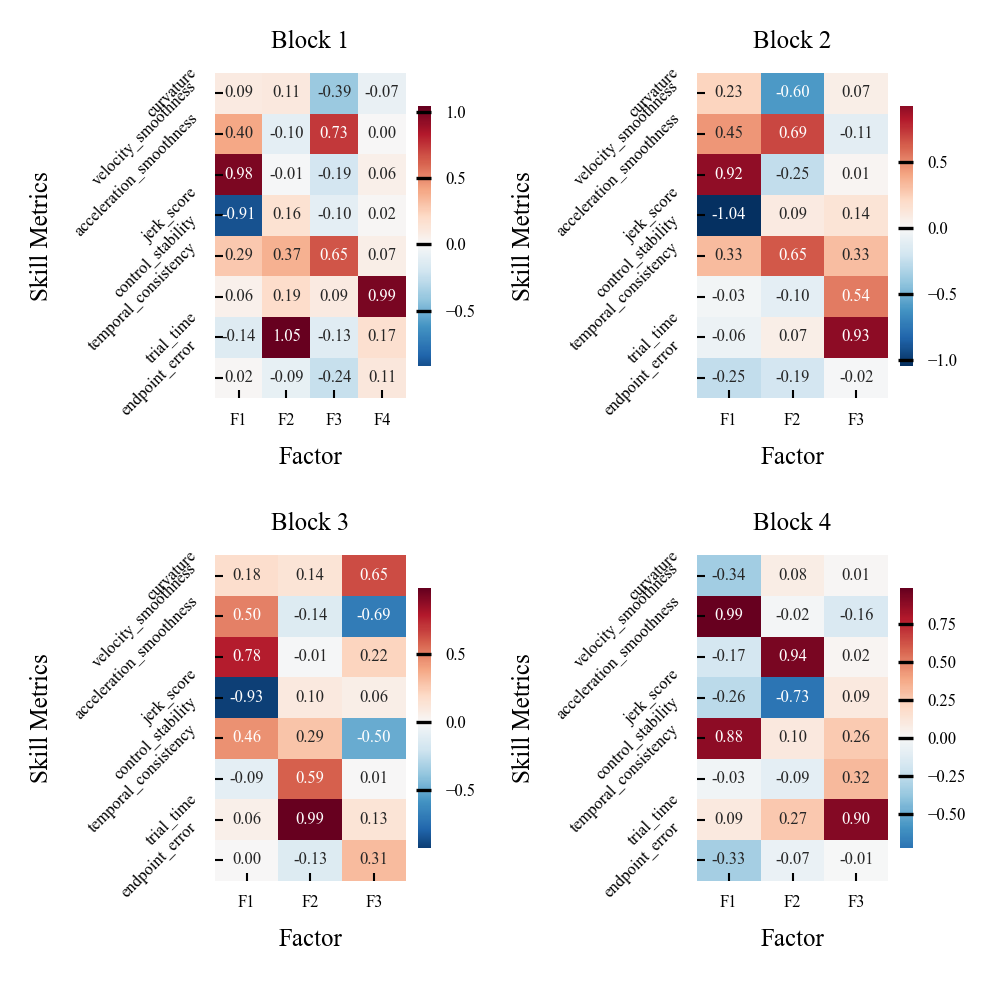 Block 1
Skill Metrics
curvature 0.09 0.11 -0.39 -0.07
velocity_smoothness 0.40 -0.10 0.73 0.00
acceleration_smoothness 0.98 -0.01 -0.19 0.06
jerk_score -0.91 0.16 -0.10 0.02
control_stability 0.29 0.37 0.65 0.07
temporal_consistency 0.06 0.19 0.09 0.99
trial_time -0.14 1.05 -0.13 0.17
endpoint_error -0.02 -0.09 -0.24 0.11
F1 F2 F3 F4
Factor
1.0
0.5
0.0
−0.5
Block 2
Skill Metrics
curvature 0.23 -0.60 0.07
velocity_smoothness 0.45 0.69 -0.11
acceleration_smoothness 0.92 -0.25 0.01
jerk_score -1.04 0.09 0.14
control_stability 0.33 0.65 0.33
temporal_consistency -0.03 -0.10 0.54
trial_time -0.06 0.07 0.93
endpoint_error -0.25 -0.19 -0.02
F1 F2 F3
Factor
0.5
0.0
−0.5
−1.0
Block 3
Skill Metrics
curvature 0.18 0.14 0.65
velocity_smoothness 0.50 -0.14 -0.69
acceleration_smoothness 0.78 -0.01 0.22
jerk_score -0.93 0.10 0.06
control_stability 0.46 0.29 -0.50
temporal_consistency -0.09 0.59 0.01
trial_time 0.06 0.99 0.13
endpoint_error 0.00 -0.13 0.31
F1 F2 F3
Factor
0.5
0.0
−0.5
Block 4
Skill Metrics
curvature -0.34 0.08 0.01
velocity_smoothness 0.99 -0.02 -0.16
acceleration_smoothness -0.17 0.94 0.02
jerk_score -0.26 -0.73 0.09
control_stability 0.88 0.10 0.26
temporal_consistency -0.03 -0.09 0.32
trial_time 0.09 0.27 0.90
endpoint_error -0.33 -0.07 -0.01
F1 F2 F3
Factor
0.75
0.50
0.25
0.00
−0.25
−0.50